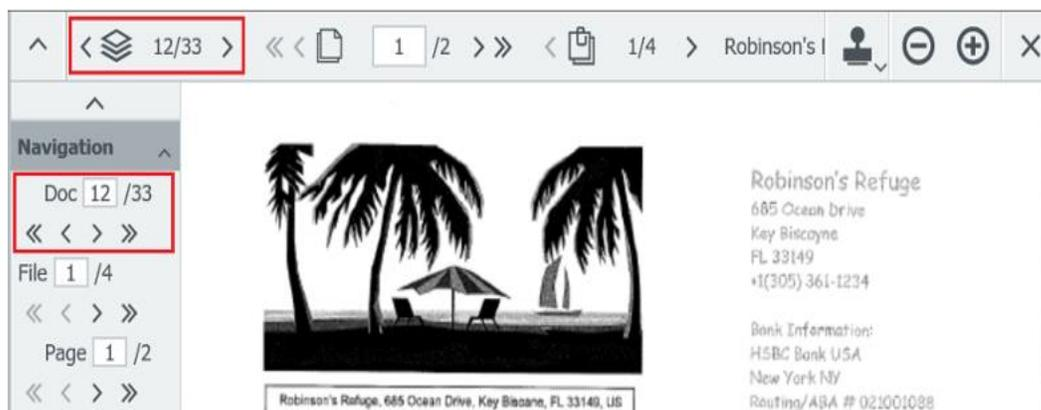 12/33
1 /2
1/4
Robinson's I
Navigation
Doc 12 /33
File 1 /4
Page 1 /2
Robinson's Refuge
685 Ocean Drive
Key Biscayne
FL 33149
+1(305) 361-1234
Bank Information:
HSBC Bank USA
New York NY
Routing/ABA # 021001088
Robinson's Refuge, 685 Ocean Drive, Key Biscane, FL 33149, US